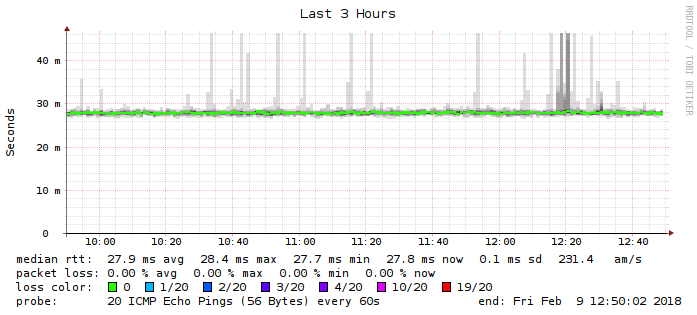 Last 3 Hours
RRDTOOL / TOBI OETIKER
Seconds
40 m
30 m
20 m
10 m
0
10:00 10:20 10:40 11:00 11:20 11:40 12:00 12:20 12:40
median rtt: 27.9 ms avg 28.4 ms max 27.7 ms min 27.8 ms now 0.1 ms sd 231.4 am/s
packet loss: 0.00 % avg 0.00 % max 0.00 % min 0.00 % now
loss color: 0 1/20 2/20 3/20 4/20 10/20 19/20
probe: 20 ICMP Echo Pings (56 Bytes) every 60s end: Fri Feb 9 12:50:02 2018